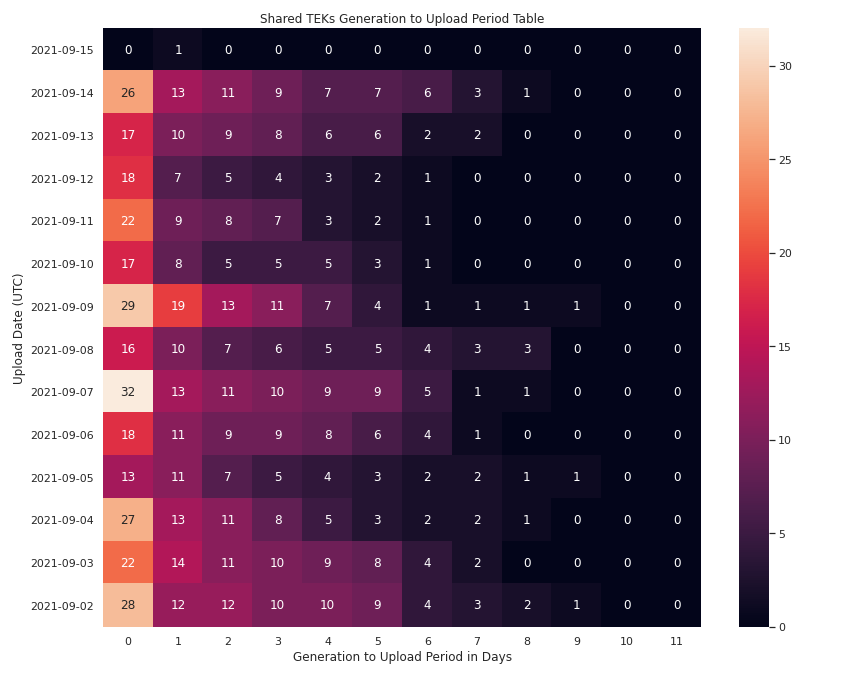 Shared TEKs Generation to Upload Period Table
2021-09-15 0 1 0 0 0 0 0 0 0 0 0 0
2021-09-14 26 13 11 9 7 7 6 3 1 0 0 0
2021-09-13 17 10 9 8 6 6 2 2 0 0 0 0
2021-09-12 18 7 5 4 3 2 1 0 0 0 0 0
2021-09-11 22 9 8 7 3 2 1 0 0 0 0 0
2021-09-10 17 8 5 5 5 3 1 0 0 0 0 0
2021-09-09 29 19 13 11 7 4 1 1 1 1 0 0
2021-09-08 16 10 7 6 5 5 4 3 3 0 0 0
2021-09-07 32 13 11 10 9 9 5 1 1 0 0 0
2021-09-06 18 11 9 9 8 6 4 1 0 0 0 0
2021-09-05 13 11 7 5 4 3 2 2 1 1 0 0
2021-09-04 27 13 11 8 5 3 2 2 1 0 0 0
2021-09-03 22 14 11 10 9 8 4 2 0 0 0 0
2021-09-02 28 12 12 10 10 9 4 3 2 1 0 0
0 1 2 3 4 5 6 7 8 9 10 11
Generation to Upload Period in Days
Upload Date (UTC)
30
25
20
15
10
5
0